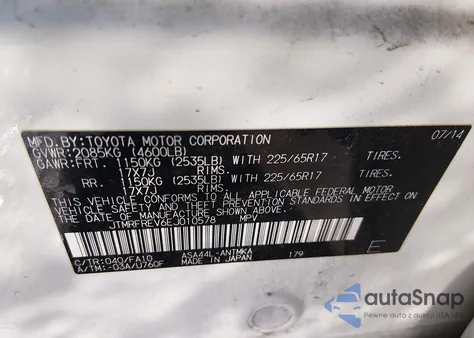 MFD.BY:TOYOTA MOTOR CORPORATION 07/14
GVWR:2085KG (4600LB)
GAWR:FRT. 1150KG (2535LB) WITH 225/65R17 TIRES.
17X7J RIMS
RR. 1150KG (2535LB) WITH 225/65R17 TIRES.
17X7J RIMS
THIS VEHICLE CONFORMS TO ALL APPLICABLE FEDERAL MOTOR
VEHICLE SAFETY
PREVENTION STANDARDS IN EFFECT ON THE DATE OF
MANUFACTURE SHOWN ABOVE.
JTMRFREV6EJ010578 MPV
C/TR:040/FA10 ASA44L-ANTMKA 179 E
A/TM:-03A/U760F MADE IN JAPAN
autoSnap